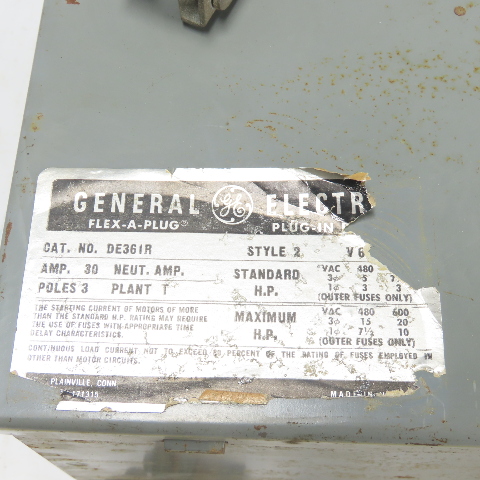 GENERAL GE ELECTR
FLEX-A-PLUG® PLUG-IN
CAT. NO. DE361R STYLE 2 V 6
AMP. 30 NEUT. AMP. STANDARD VAC 480
3φ 5 7
POLES 3 PLANT T H.P. 1φ 3 3
(OUTER FUSES ONLY)
THE STARTING CURRENT OF MOTORS OF MORE
THAN THE STANDARD H.P. RATING MAY REQUIRE
THE USE OF FUSES WITH APPROPRIATE TIME
DELAY CHARACTERISTICS.
MAXIMUM H.P. VAC 480 600
3φ 15 20
1φ 7½ 10
(OUTER FUSES ONLY)
CONTINUOUS LOAD CURRENT NOT TO EXCEED 80 PERCENT OF THE RATING OF FUSES EMPLOYED IN
OTHER THAN MOTOR CIRCUITS.
PLAINVILLE, CONN
MADE IN